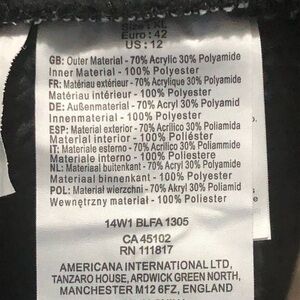 Euro : 42
US : 12
GB: Outer Material - 70% Acrylic 30% Polyamide
Inner Material - 100% Polyester
FR: Matériau extérieur - 70% Acrylique 30% Polyamide
Matériau intérieur - 100% Polyester
DE: Außenmaterial - 70% Acryl 30% Polyamid
Innenmaterial - 100% Polyester
ESP: Material exterior - 70% Acrílico 30% Poliamida
Material interior - 100% Poliéster
IT: Materiale esterno - 70% Acrilico 30% Poliammide
Materiale interno - 100% Poliestere
NL: Materiaal buitenkant - 70% Acryl 30% Polyamide
Materiaal binnenkant - 100% Polyester
POL: Materiał wierzchni - 70% Akryl 30% Poliamid
Wewnętrzny materiał - 100% Polyester
14W1 BLFA 1305
CA 45102
RN 111817
AMERICANA INTERNATIONAL LTD,
TANZARO HOUSE, ARDWICK GREEN NORTH,
MANCHESTER M12 6FZ, ENGLAND